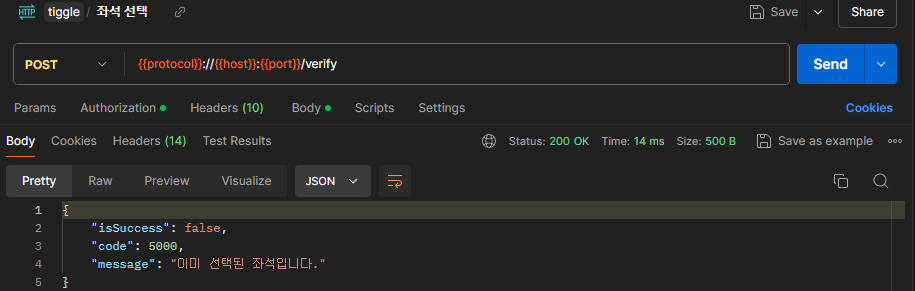 HTTP tiggle / 좌석 선택 Save Share
POST {{protocol}}://{{host}}:{{port}}/verify Send
Params Authorization Headers (10) Body Scripts Settings Cookies
Body Cookies Headers (14) Test Results Status: 200 OK Time: 14 ms Size: 500 B Save as example
Pretty Raw Preview Visualize JSON
1 {
2 "isSuccess": false,
3 "code": 5000,
4 "message": "이미 선택된 좌석입니다."
5 }